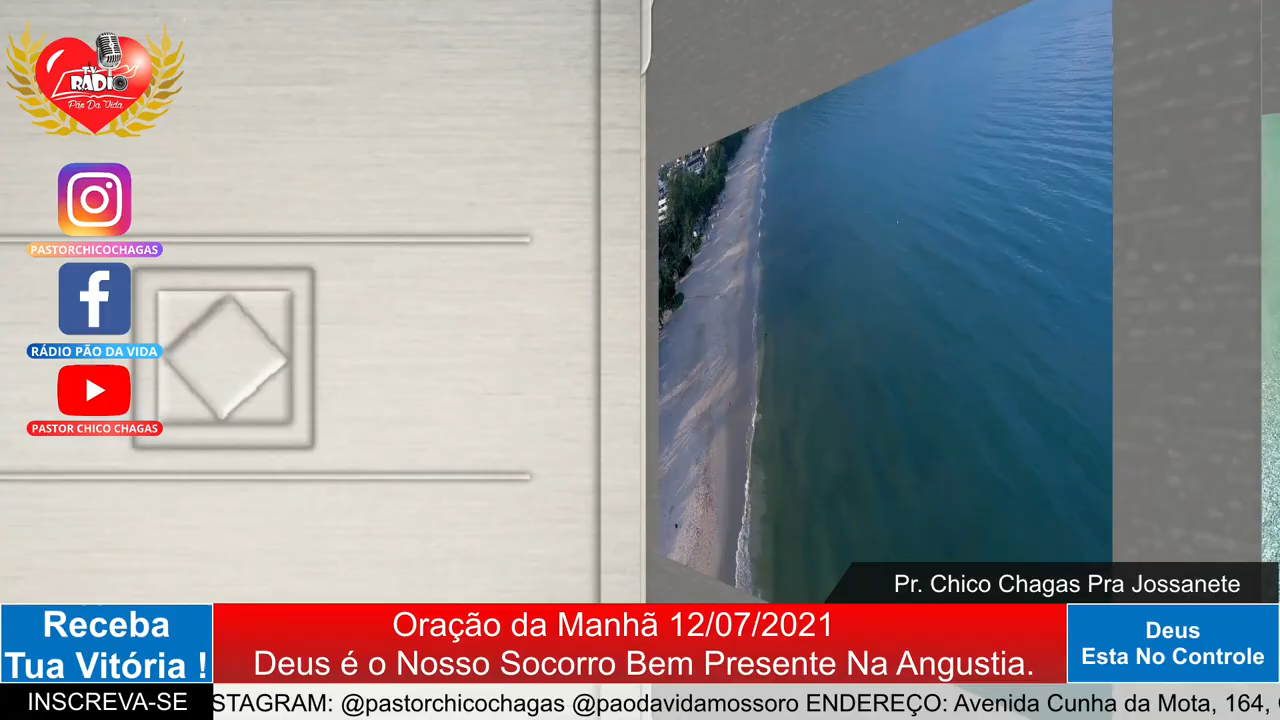 TV
RÁDIO
Pão Da Vida
PASTORCHICOCHAGAS
RÁDIO PÃO DA VIDA
PASTOR CHICO CHAGAS
Pr. Chico Chagas Pra Jossanete
Receba
Tua Vitória !
Oração da Manhã 12/07/2021
Deus é o Nosso Socorro Bem Presente Na Angustia.
Deus
Esta No Controle
INSCREVA-SE
STAGRAM: @pastorchicochagas @paodavidamossoro ENDEREÇO: Avenida Cunha da Mota, 164,